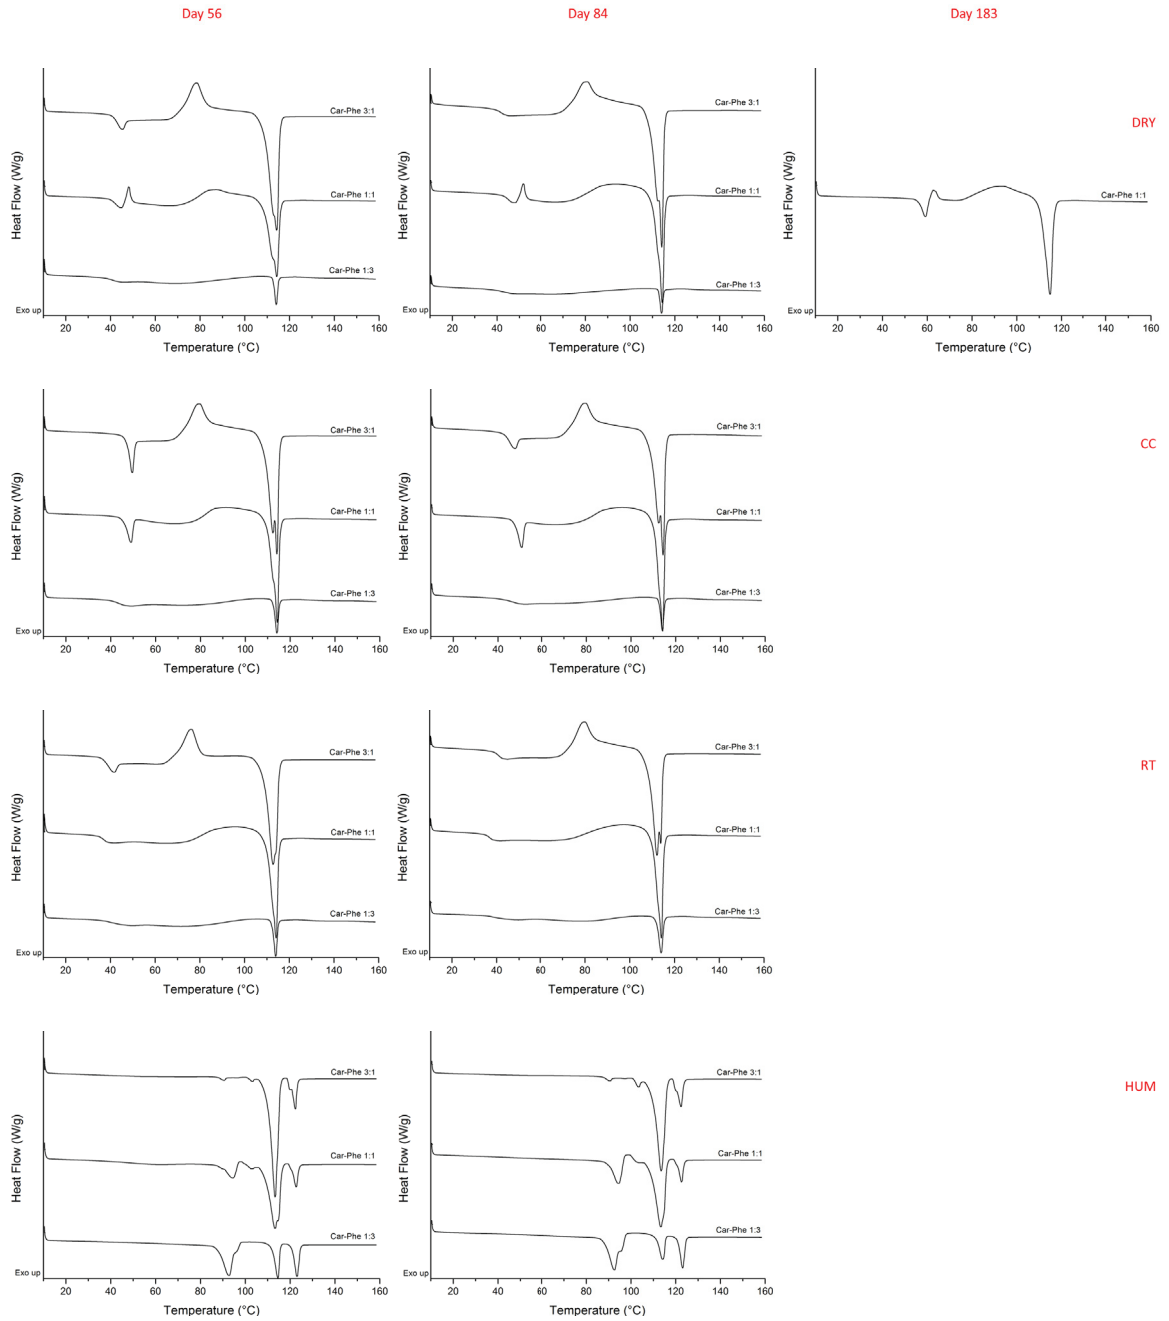 Day 56
Day 84
Day 183
Heat Flow (W/g)
Car-Phe 3:1
Car-Phe 1:1
Car-Phe 1:3
Exo up
20 40 60 80 100 120 140 160
Temperature (°C)
Heat Flow (W/g)
Car-Phe 3:1
Car-Phe 1:1
Car-Phe 1:3
Exo up
20 40 60 80 100 120 140 160
Temperature (°C)
Heat Flow (W/g)
Car-Phe 1:1
Exo up
20 40 60 80 100 120 140 160
Temperature (°C)
DRY
Heat Flow (W/g)
Car-Phe 3:1
Car-Phe 1:1
Car-Phe 1:3
Exo up
20 40 60 80 100 120 140 160
Temperature (°C)
Heat Flow (W/g)
Car-Phe 3:1
Car-Phe 1:1
Car-Phe 1:3
Exo up
20 40 60 80 100 120 140 160
Temperature (°C)
CC
Heat Flow (W/g)
Car-Phe 3:1
Car-Phe 1:1
Car-Phe 1:3
Exo up
20 40 60 80 100 120 140 160
Temperature (°C)
Heat Flow (W/g)
Car-Phe 3:1
Car-Phe 1:1
Car-Phe 1:3
Exo up
20 40 60 80 100 120 140 160
Temperature (°C)
RT
Heat Flow (W/g)
Car-Phe 3:1
Car-Phe 1:1
Car-Phe 1:3
Exo up
20 40 60 80 100 120 140 160
Temperature (°C)
Heat Flow (W/g)
Car-Phe 3:1
Car-Phe 1:1
Car-Phe 1:3
Exo up
20 40 60 80 100 120 140 160
Temperature (°C)
HUM